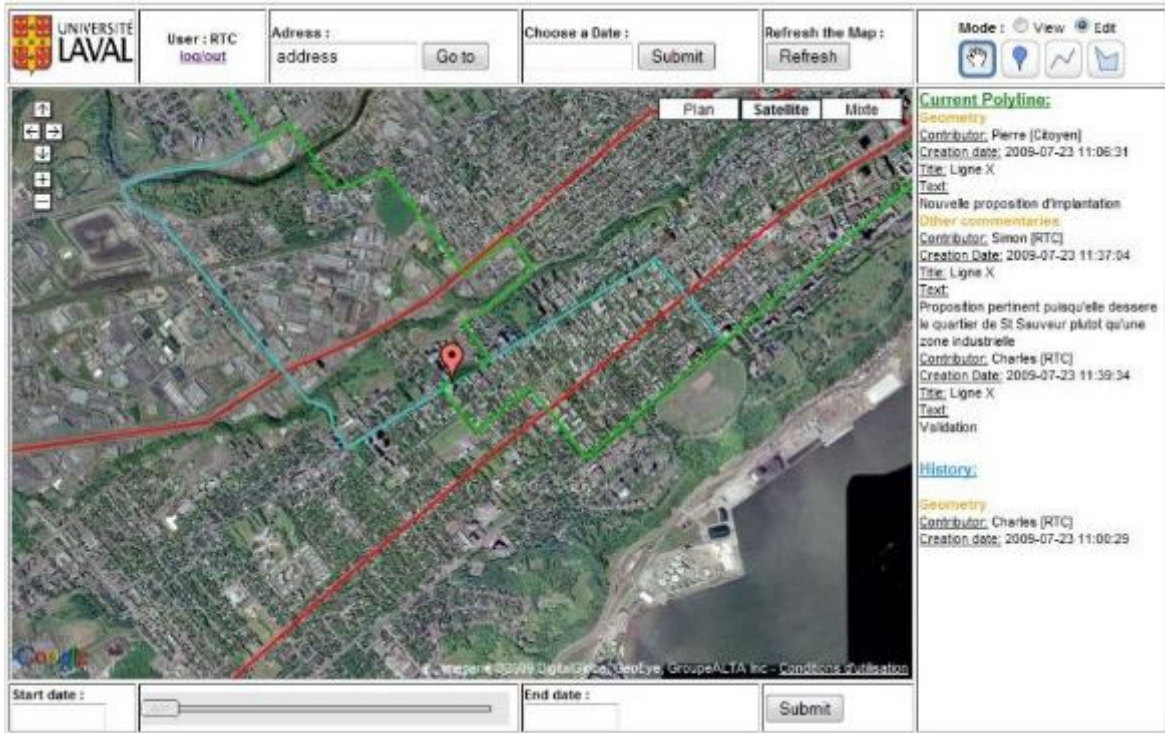 UNIVERSITÉ
LAVAL
User : RTC
log/out
Adress :
address
Go to
Choose a Date :
Submit
Refresh the Map :
Refresh
Mode : View Edit
Plan
Satellite
Mixte
Current Polyline:
Geometry
Contributor: Pierre [Citoyen]
Creation date: 2009-07-23 11:06:31
Title: Ligne X
Text:
Nouvelle proposition d'implantation
Other commentaries
Contributor: Simon [RTC]
Creation Date: 2009-07-23 11:37:04
Title: Ligne X
Text:
Proposition pertinent puisqu'elle dessere
le quartier de St Sauveur plutot qu'une
zone industrielle
Contributor: Charles [RTC]
Creation Date: 2009-07-23 11:39:34
Title: Ligne X
Text:
Validation
History:
Geometry
Contributor: Charles [RTC]
Creation date: 2009-07-23 11:00:29
Google
Imagerie ©2009 DigitalGlobe, GeoEye, GroupeALTA Inc - Conditions d'utilisation
Start date :
End date :
Submit